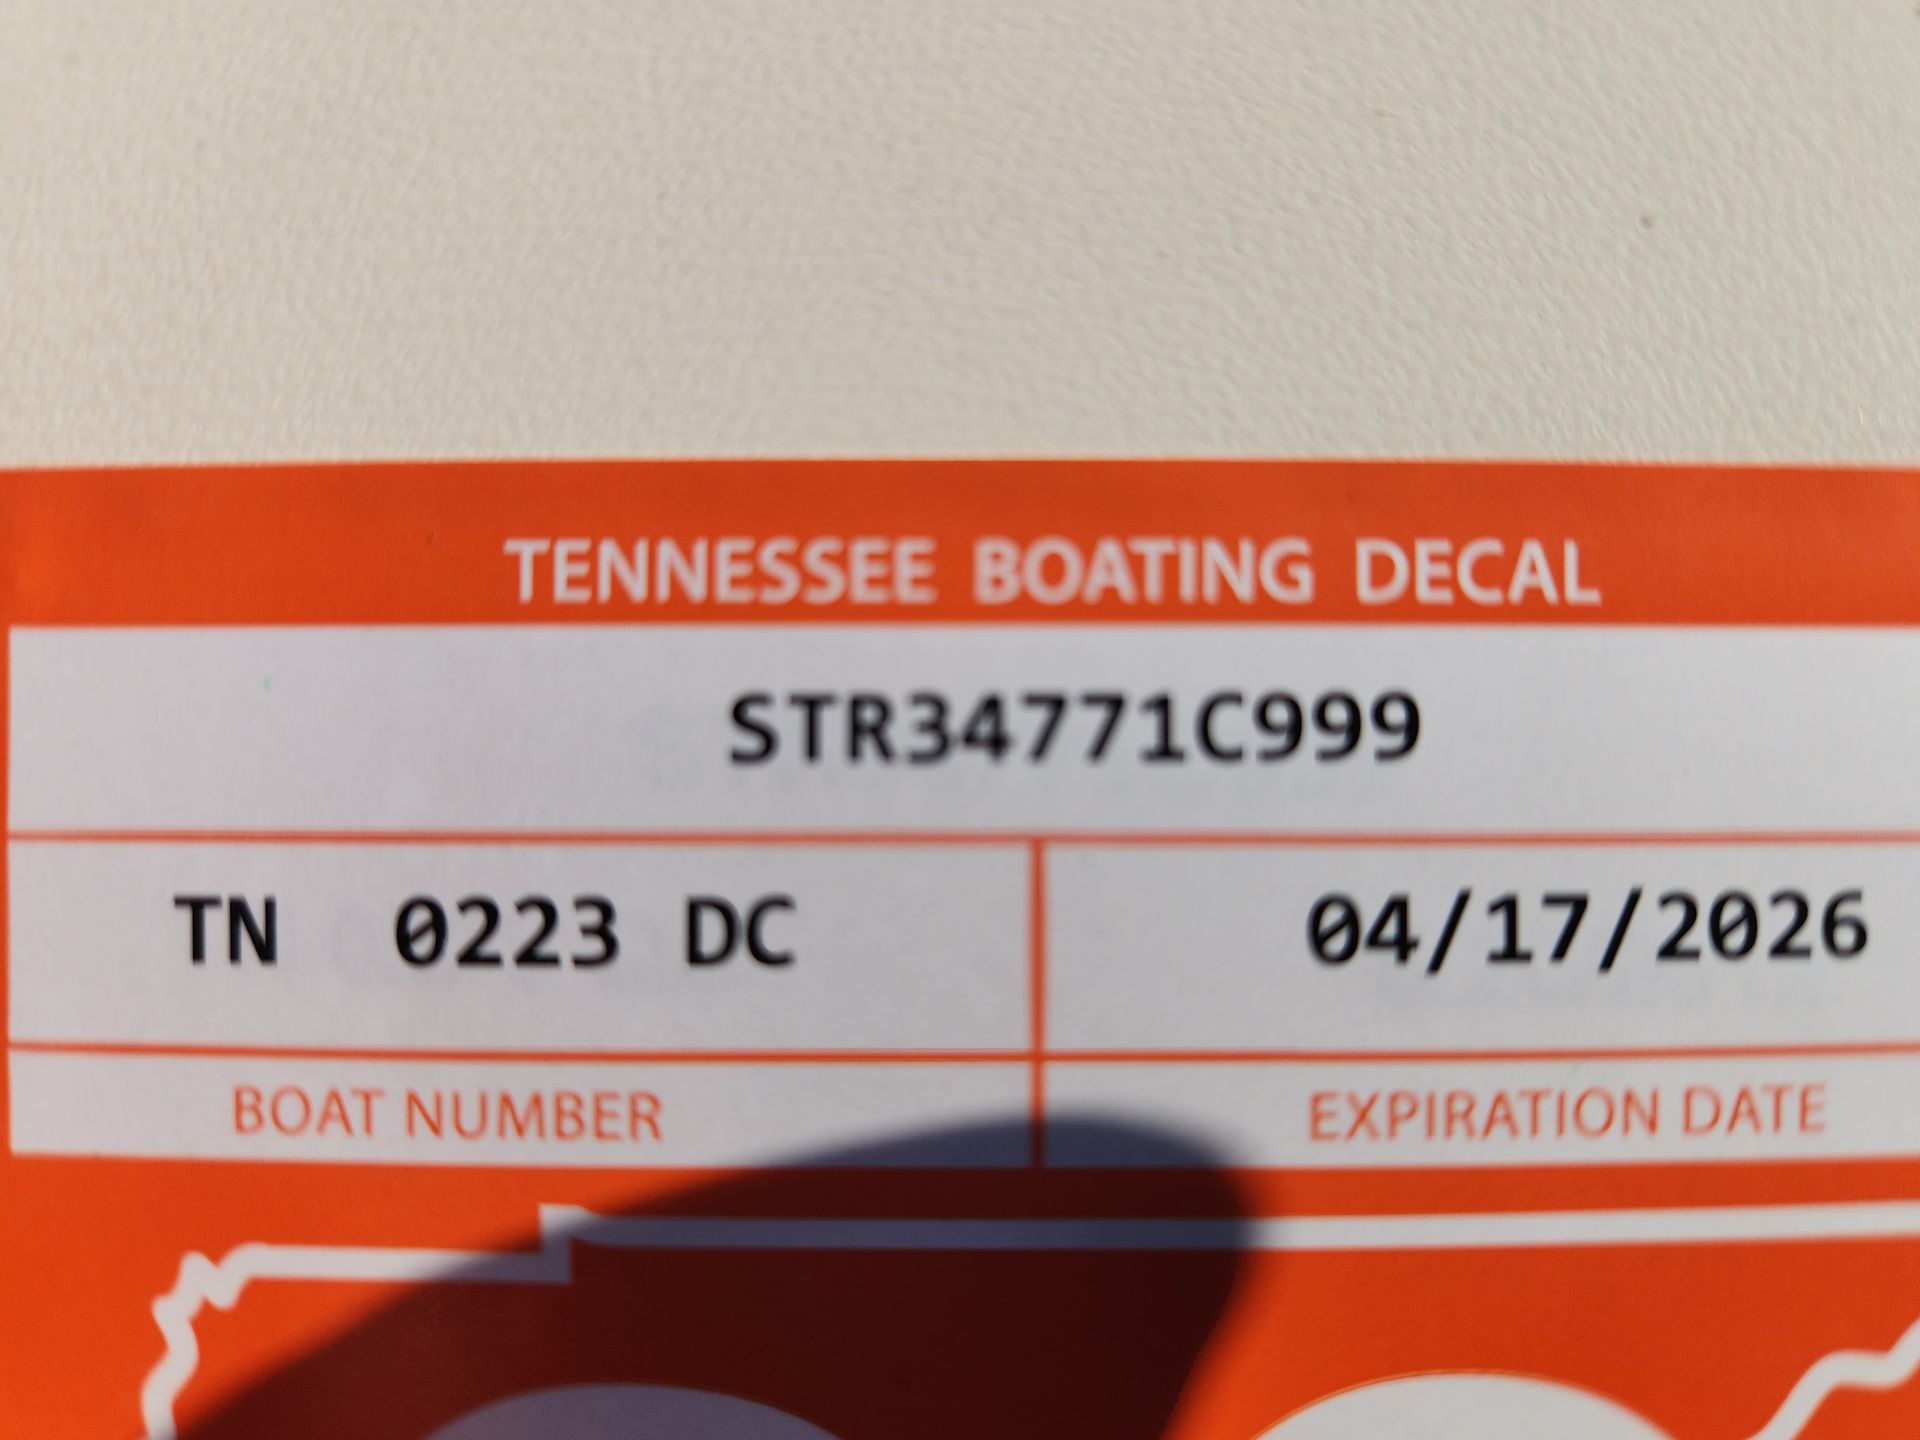 TENNESSEE BOATING DECAL
STR34771C999
TN 0223 DC 04/17/2026
BOAT NUMBER EXPIRATION DATE